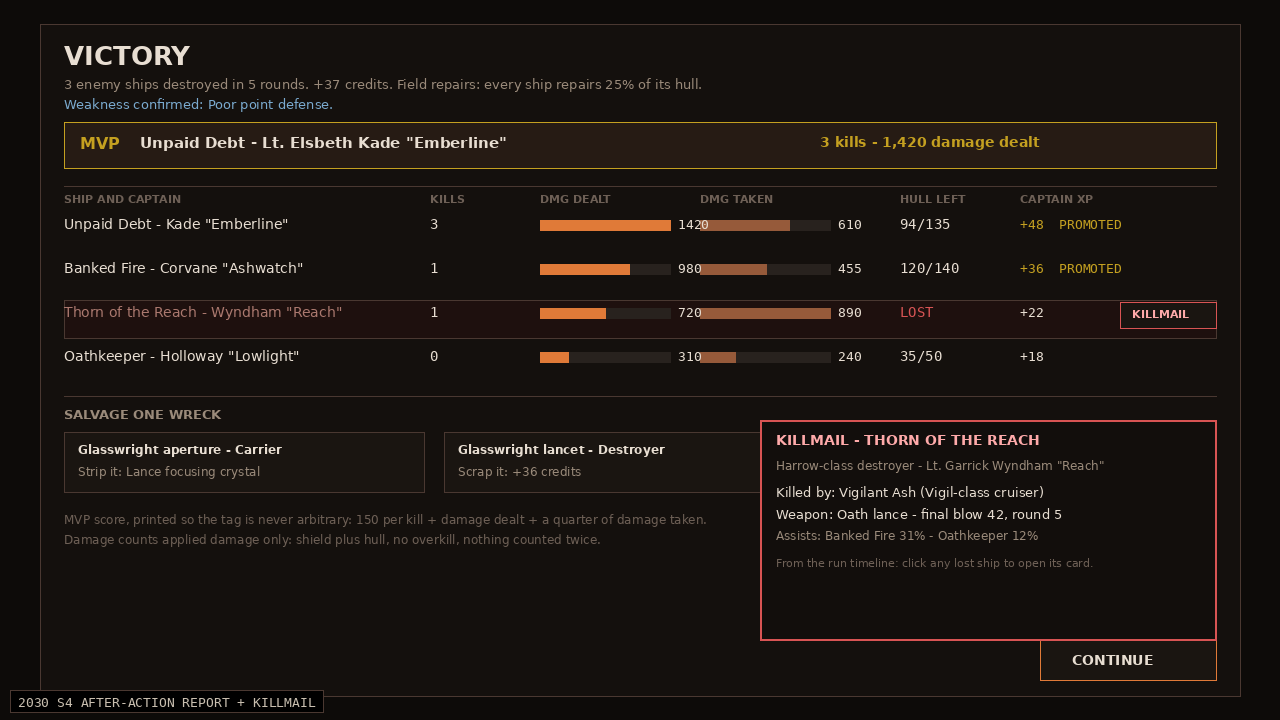 VICTORY
3 enemy ships destroyed in 5 rounds. +37 credits. Field repairs: every ship repairs 25% of its hull.
Weakness confirmed: Poor point defense.
MVP Unpaid Debt - Lt. Elsbeth Kade "Emberline" 3 kills - 1,420 damage dealt
SHIP AND CAPTAIN KILLS DMG DEALT DMG TAKEN HULL LEFT CAPTAIN XP
Unpaid Debt - Kade "Emberline" 3 1420 610 94/135 +48 PROMOTED
Banked Fire - Corvane "Ashwatch" 1 980 455 120/140 +36 PROMOTED
Thorn of the Reach - Wyndham "Reach" 1 720 890 LOST +22 KILLMAIL
Oathkeeper - Holloway "Lowlight" 0 310 240 35/50 +18
SALVAGE ONE WRECK
Glasswright aperture - Carrier
Strip it: Lance focusing crystal
Glasswright lancet - Destroyer
Scrap it: +36 credits
MVP score, printed so the tag is never arbitrary: 150 per kill + damage dealt + a quarter of damage taken.
Damage counts applied damage only: shield plus hull, no overkill, nothing counted twice.
KILLMAIL - THORN OF THE REACH
Harrow-class destroyer - Lt. Garrick Wyndham "Reach"
Killed by: Vigilant Ash (Vigil-class cruiser)
Weapon: Oath lance - final blow 42, round 5
Assists: Banked Fire 31% - Oathkeeper 12%
From the run timeline: click any lost ship to open its card.
CONTINUE
2030 S4 AFTER-ACTION REPORT + KILLMAIL